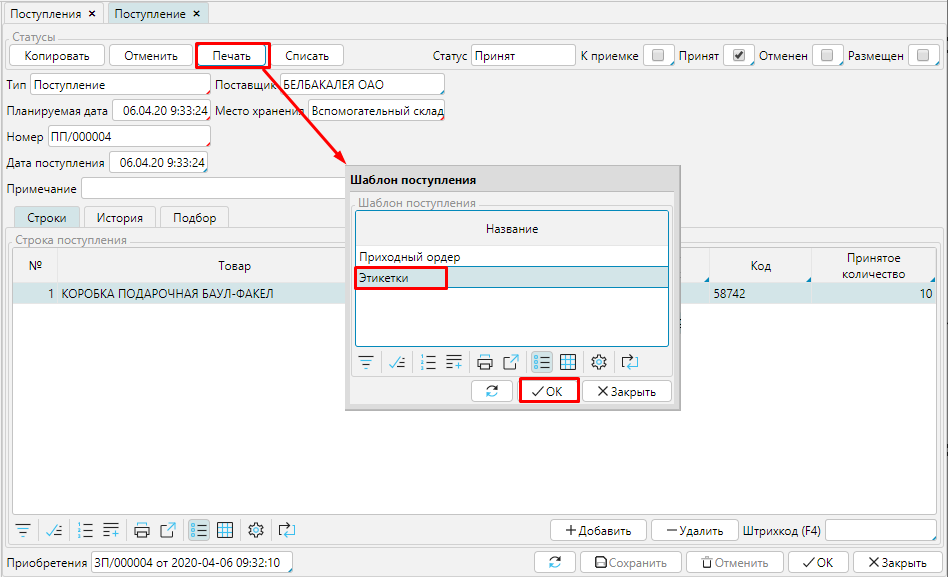 Поступления × Поступление ×
Статусы
Копировать Отменить Печать Списать Статус Принят К приемке Принят Отменен Размещен
Тип Поступление Поставщик БЕЛБАКАЛЕЯ ОАО
Планируемая дата 06.04.20 9:33:24 Место хранения Вспомогательный склад
Номер ПП/000004
Дата поступления 06.04.20 9:33:24
Примечание
Шаблон поступления
Шаблон поступления
Название
Приходный ордер
Этикетки
OK Закрыть
Строки История Подбор
Строка поступления
№ Товар Код Принятое количество
1 КОРОБКА ПОДАРОЧНАЯ БАУЛ-ФАКЕЛ 58742 10
Добавить Удалить Штрихкод (F4)
Приобретения ЗП/000004 от 2020-04-06 09:32:10 Сохранить Отменить OK Закрыть